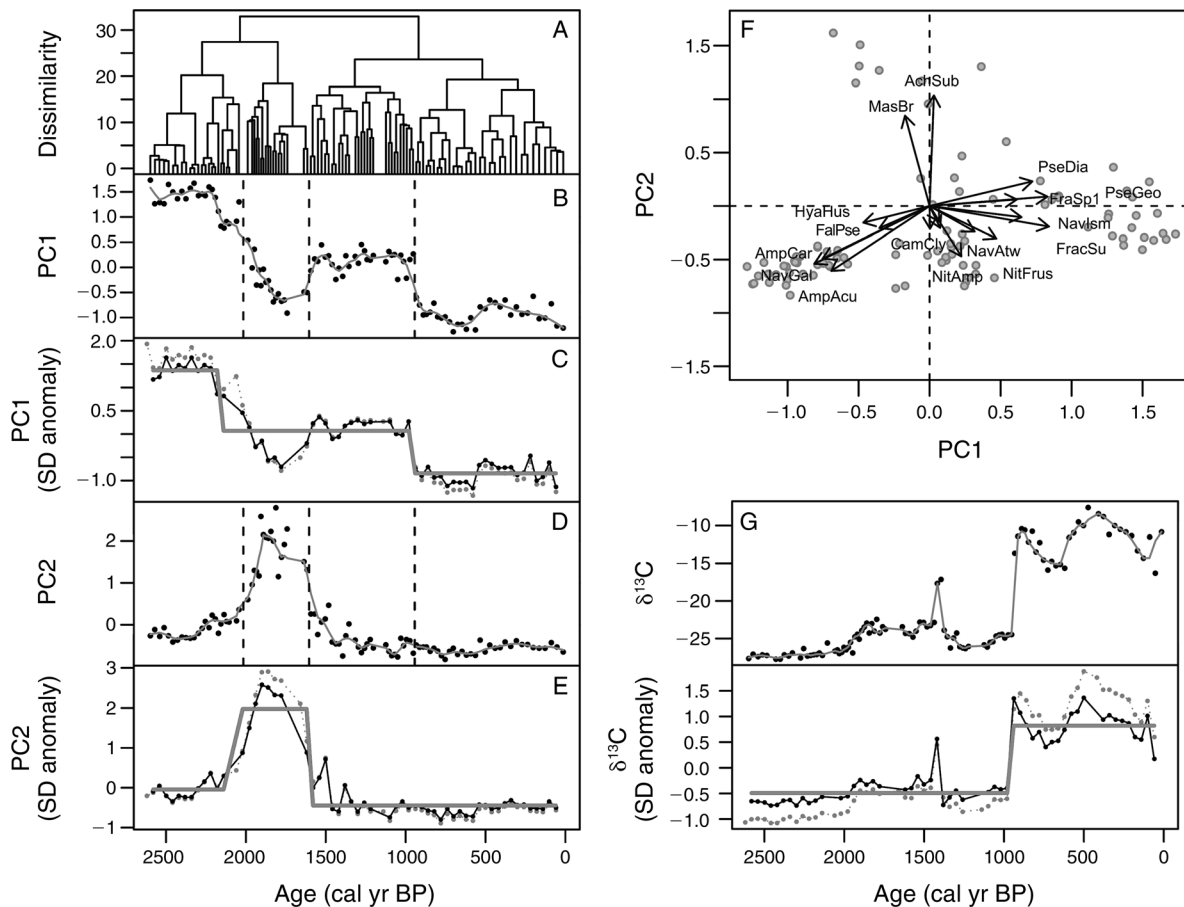 A
Dissimilarity
30
20
10
0
B
PC1
1.5
1.0
0.5
0.0
−0.5
−1.0
C
PC1
(SD anomaly)
2.0
0.5
−1.0
D
PC2
2
1
0
E
PC2
(SD anomaly)
3
2
1
0
−1
2500 2000 1500 1000 500 0
Age (cal yr BP)
F
PC2
1.5
0.5
−0.5
−1.5
AchSub
MasBr
PseDia
PseGeo
FraSp1
HyaHus
NavIsm
FalPse
FracSu
CamCly
NavAtw
AmpCar
NavGal
NitAmp
NitFrus
AmpAcu
−1.0 −0.5 0.0 0.5 1.0 1.5
PC1
G
δ13C
−10
−15
−20
−25
δ13C
(SD anomaly)
1.5
1.0
0.5
0.0
−0.5
−1.0
2500 2000 1500 1000 500 0
Age (cal yr BP)